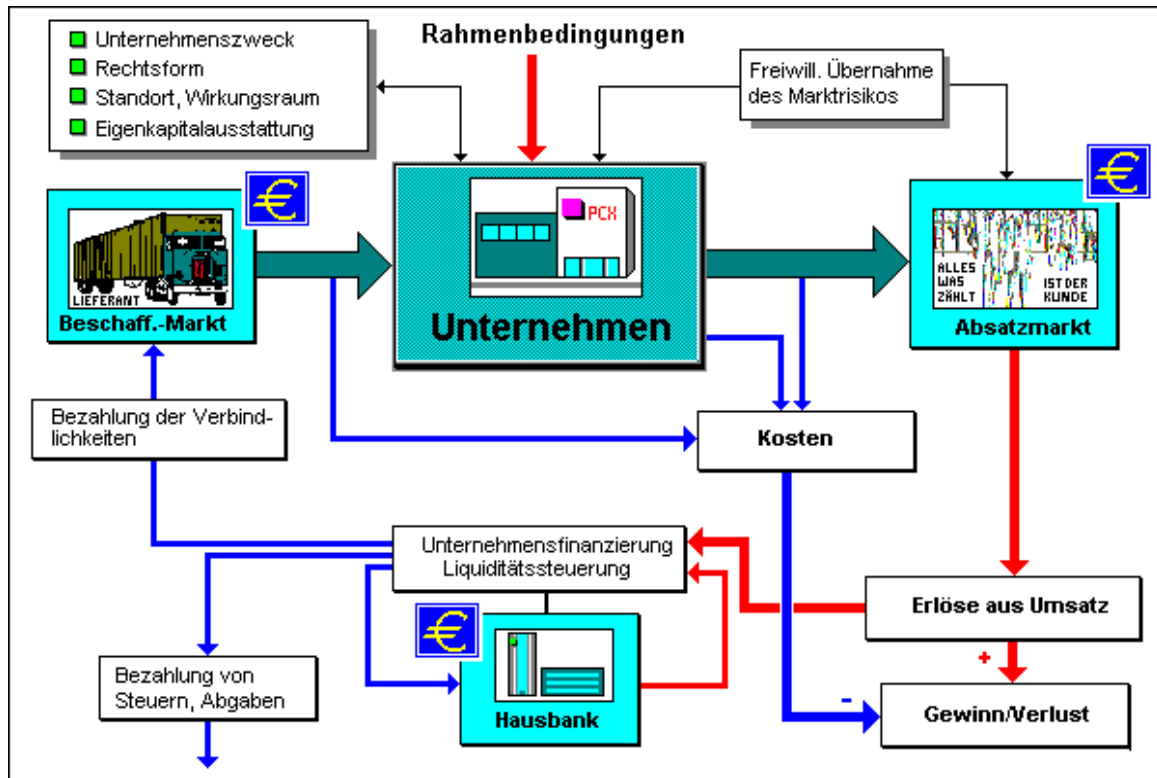 Rahmenbedingungen
Unternehmenszweck
Rechtsform
Standort, Wirkungsraum
Eigenkapitalausstattung
Freiwill. Übernahme
des Marktrisikos
€
€
LIEFERANT
Beschaff.-Markt
PCX
Unternehmen
ALLES
WAS
ZÄHLT
IST DER
KUNDE
Absatzmarkt
Bezahlung der Verbind-
lichkeiten
Kosten
Unternehmensfinanzierung
Liquiditätssteuerung
Erlöse aus Umsatz
+
-
Gewinn/Verlust
€
Hausbank
Bezahlung von
Steuern, Abgaben